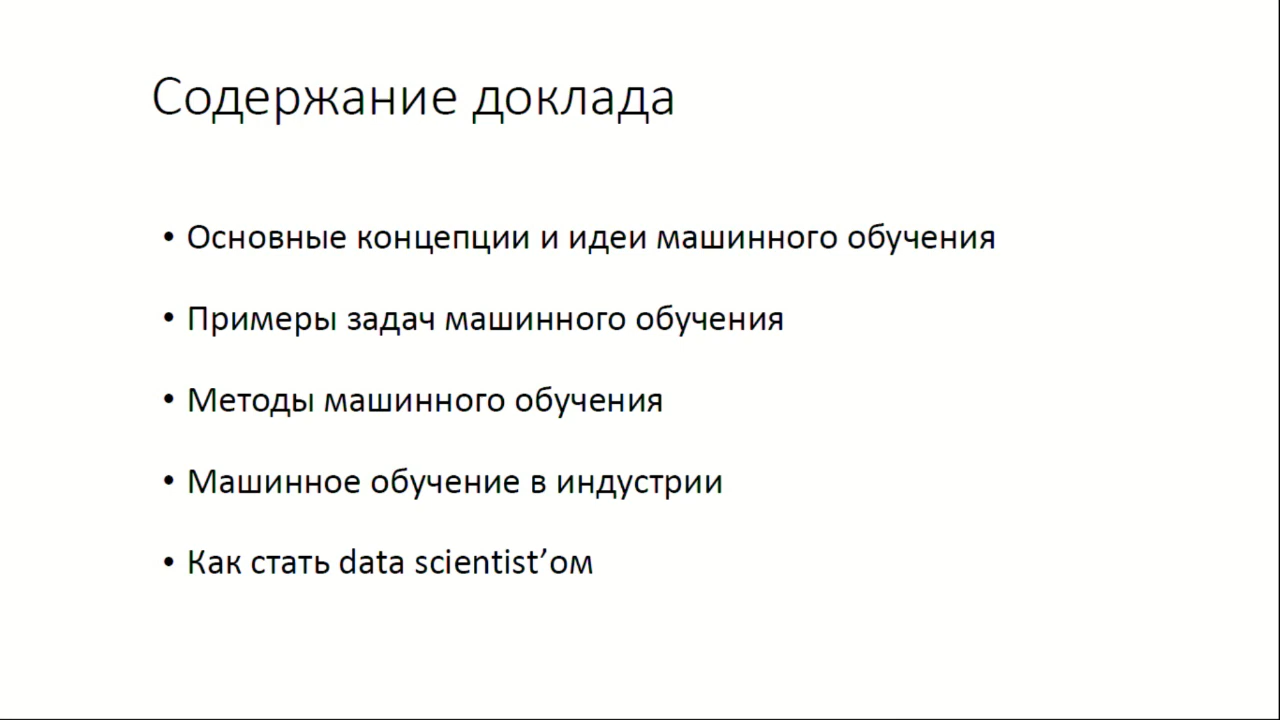 Содержание доклада
• Основные концепции и идеи машинного обучения
• Примеры задач машинного обучения
• Методы машинного обучения
• Машинное обучение в индустрии
• Как стать data scientist’ом